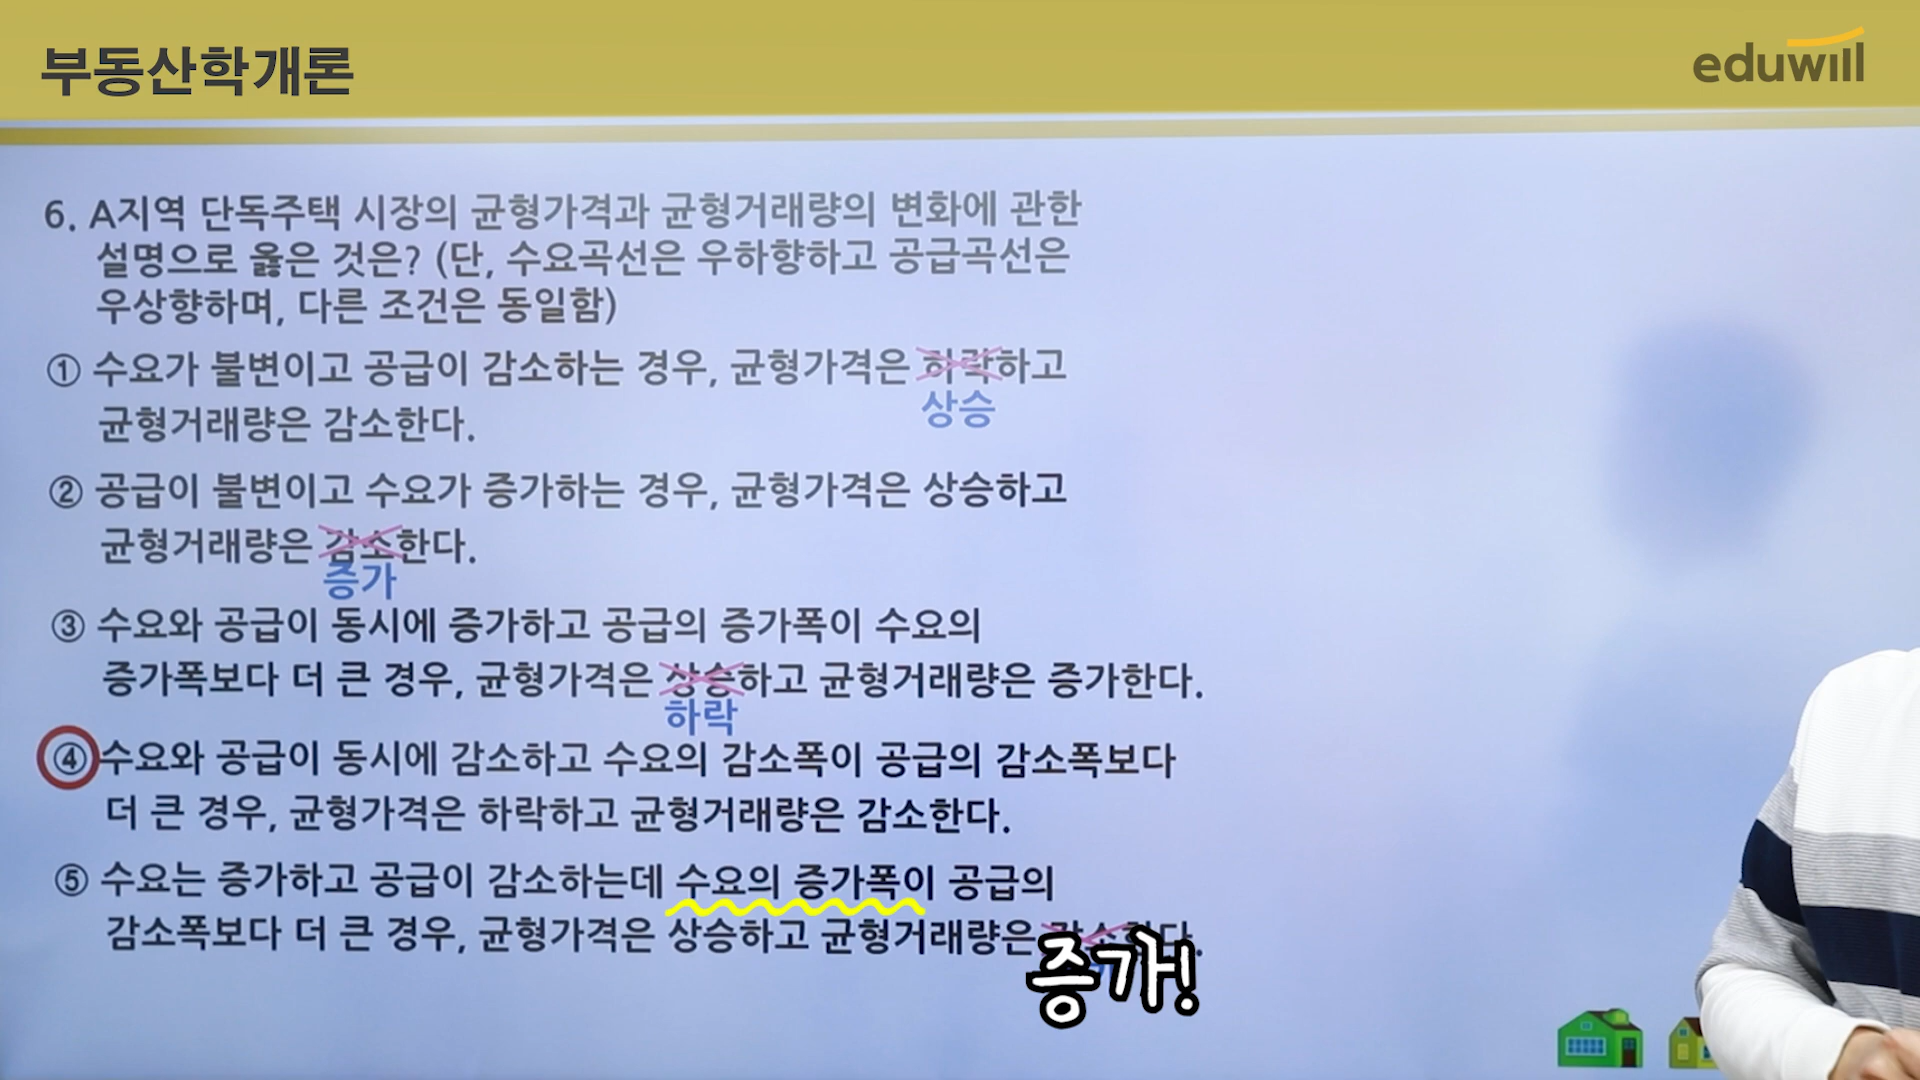 부동산학개론
eduwill
6. A지역 단독주택 시장의 균형가격과 균형거래량의 변화에 관한
설명으로 옳은 것은? (단, 수요곡선은 우하향하고 공급곡선은
우상향하며, 다른 조건은 동일함)
① 수요가 불변이고 공급이 감소하는 경우, 균형가격은 하락하고
상승
균형거래량은 감소한다.
② 공급이 불변이고 수요가 증가하는 경우, 균형가격은 상승하고
균형거래량은 감소한다.
증가
③ 수요와 공급이 동시에 증가하고 공급의 증가폭이 수요의
증가폭보다 더 큰 경우, 균형가격은 상승하고 균형거래량은 증가한다.
하락
④ 수요와 공급이 동시에 감소하고 수요의 감소폭이 공급의 감소폭보다
더 큰 경우, 균형가격은 하락하고 균형거래량은 감소한다.
⑤ 수요는 증가하고 공급이 감소하는데 수요의 증가폭이 공급의
감소폭보다 더 큰 경우, 균형가격은 상승하고 균형거래량은
증가!